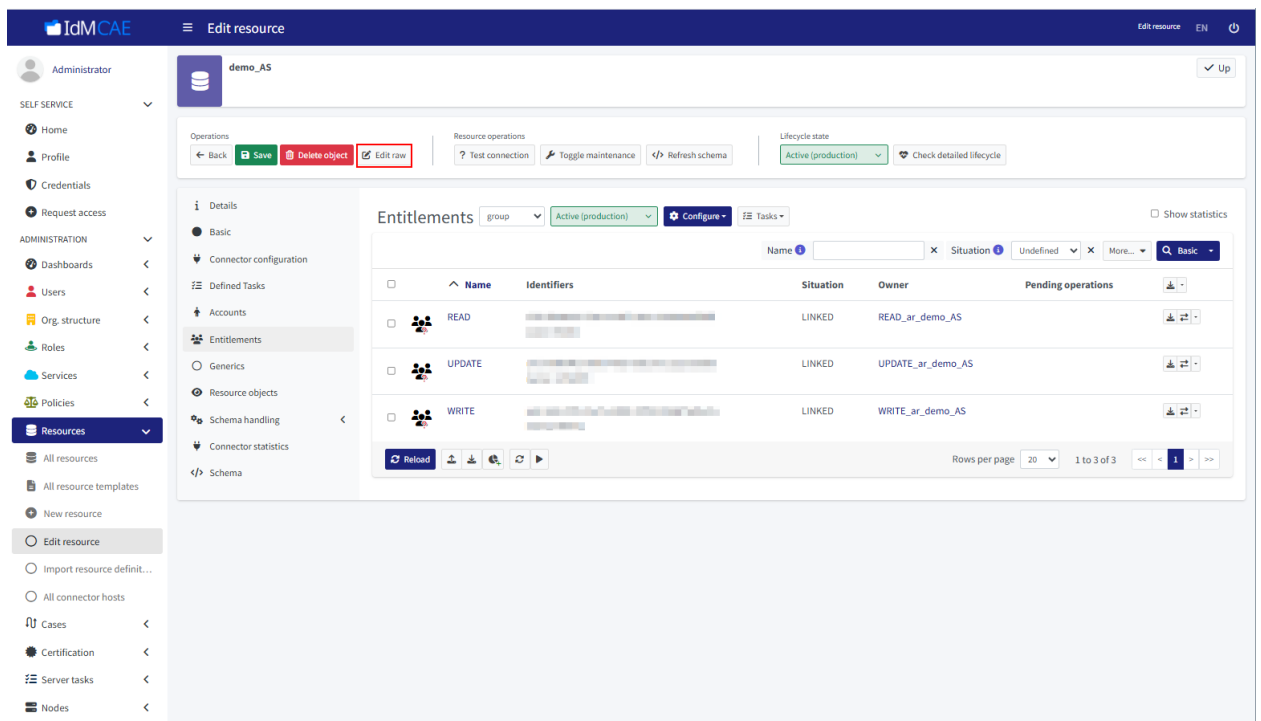 IdMCAE
Edit resource
Edit resource EN
Administrator
SELF SERVICE
Home
Profile
Credentials
Request access
ADMINISTRATION
Dashboards
Users
Org. structure
Roles
Services
Policies
Resources
All resources
All resource templates
New resource
Edit resource
Import resource definit...
All connector hosts
Cases
Certification
Server tasks
Nodes
demo_AS
Up
Operations
Back Save Delete object Edit raw
Resource operations
? Test connection Toggle maintenance </> Refresh schema
Lifecycle state
Active (production) Check detailed lifecycle
Details
Basic
Connector configuration
Defined Tasks
Accounts
Entitlements
Generics
Resource objects
Schema handling
Connector statistics
</> Schema
Entitlements group Active (production) Configure Tasks
Show statistics
Name Situation Undefined More... Basic
Name Identifiers Situation Owner Pending operations
READ LINKED READ_ar_demo_AS
UPDATE LINKED UPDATE_ar_demo_AS
WRITE LINKED WRITE_ar_demo_AS
Reload
Rows per page 20 1 to 3 of 3 << < 1 > >>